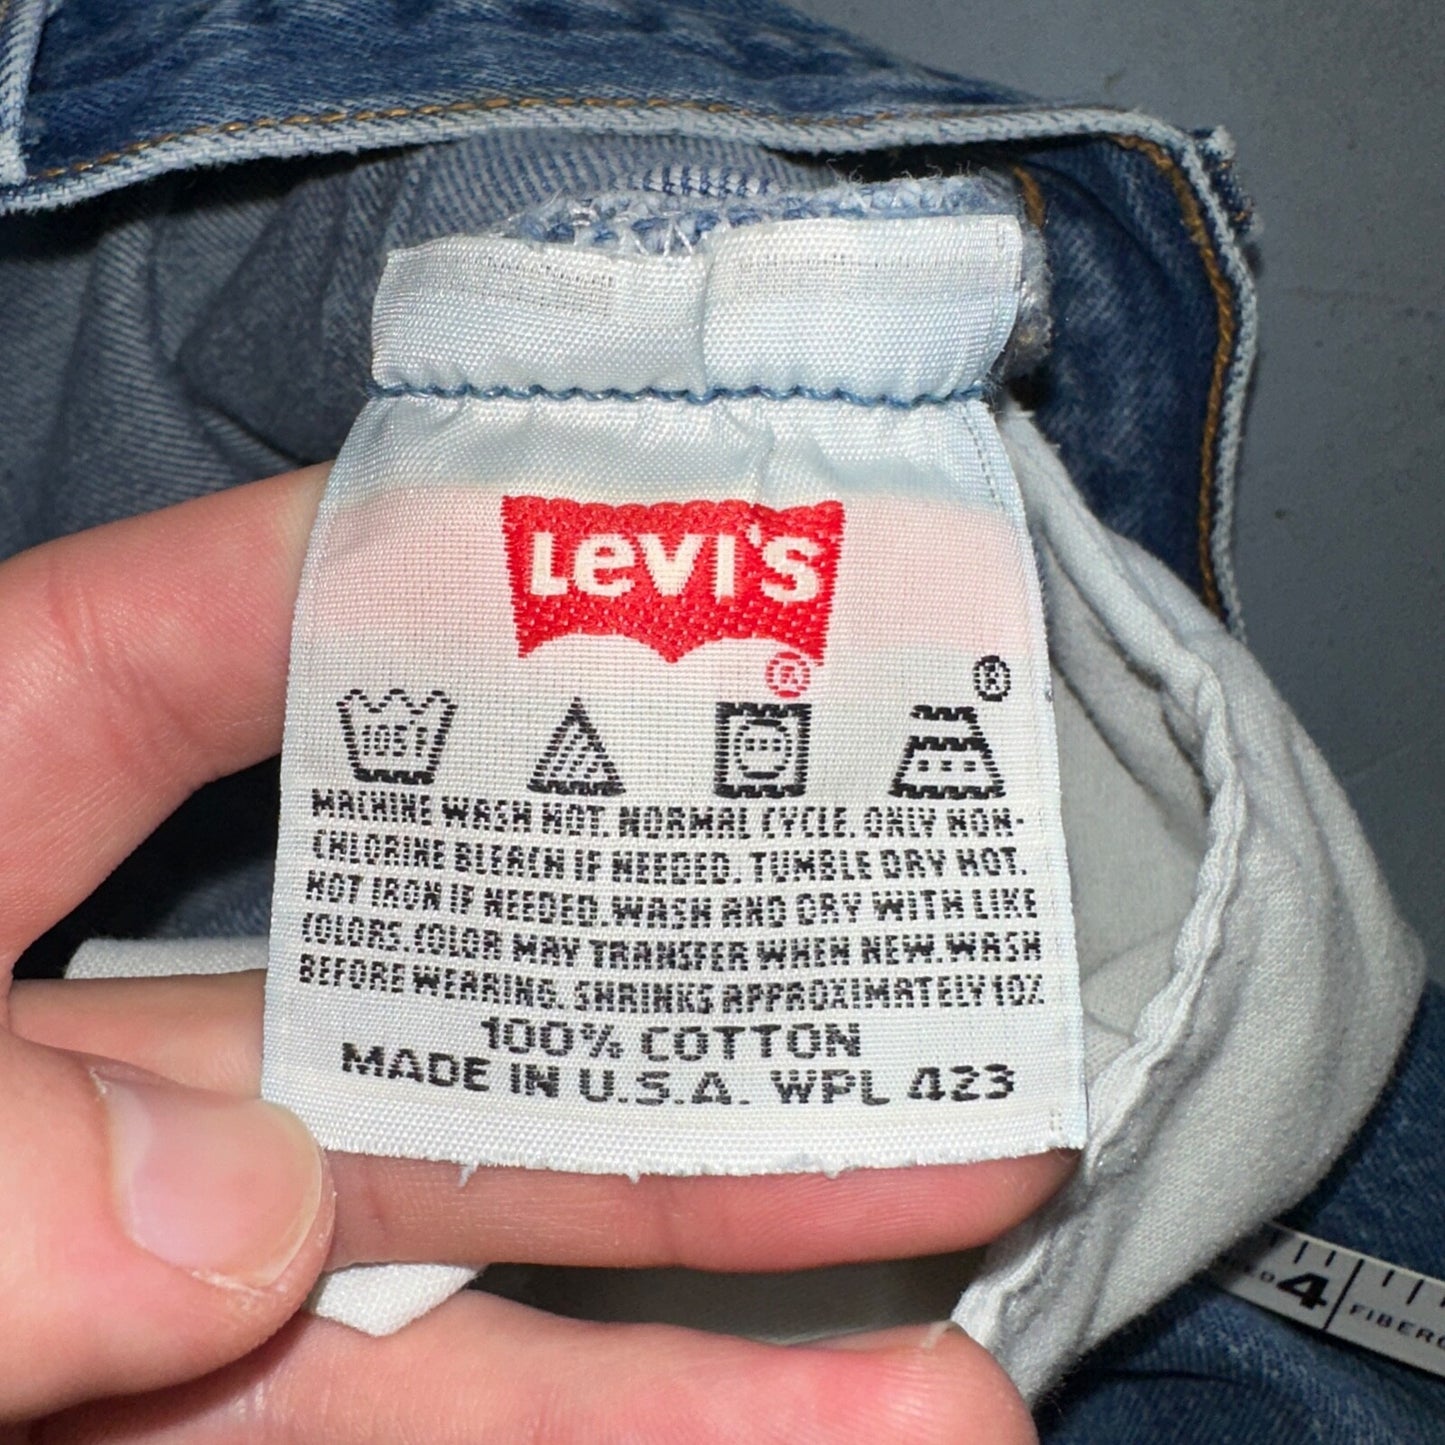 LEVI'S
®
®
105F
MACHINE WASH HOT. NORMAL CYCLE. ONLY NON-
CHLORINE BLEACH IF NEEDED. TUMBLE DRY HOT.
HOT IRON IF NEEDED. WASH AND DRY WITH LIKE
COLORS. COLOR MAY TRANSFER WHEN NEW. WASH
BEFORE WEARING. SHRINKS APPROXIMATELY 10%
100% COTTON
MADE IN U.S.A. WPL 423
4